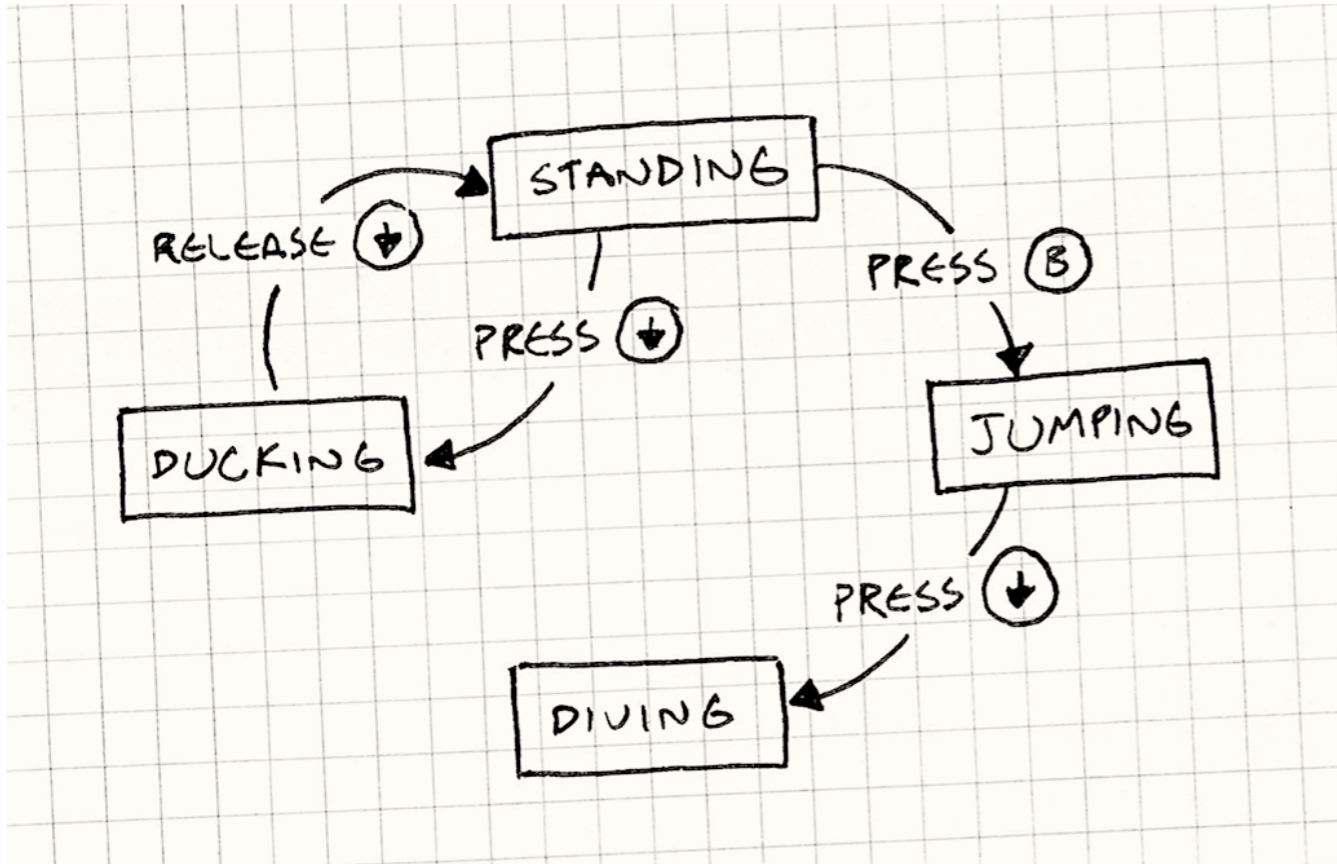 STANDING
RELEASE ↓
PRESS B
PRESS ↓
DUCKING
JUMPING
PRESS ↓
DIVING